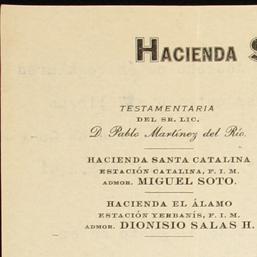 HACIENDA S
TESTAMENTARIA
DEL SR. LIC.
D. Pablo Martínez del Río.
HACIENDA SANTA CATALINA
ESTACIÓN CATALINA, F. I. M.
ADMOR. MIGUEL SOTO.
HACIENDA EL ÁLAMO
ESTACIÓN YERBANÍS, F. I. M.
ADMOR. DIONISIO SALAS H.